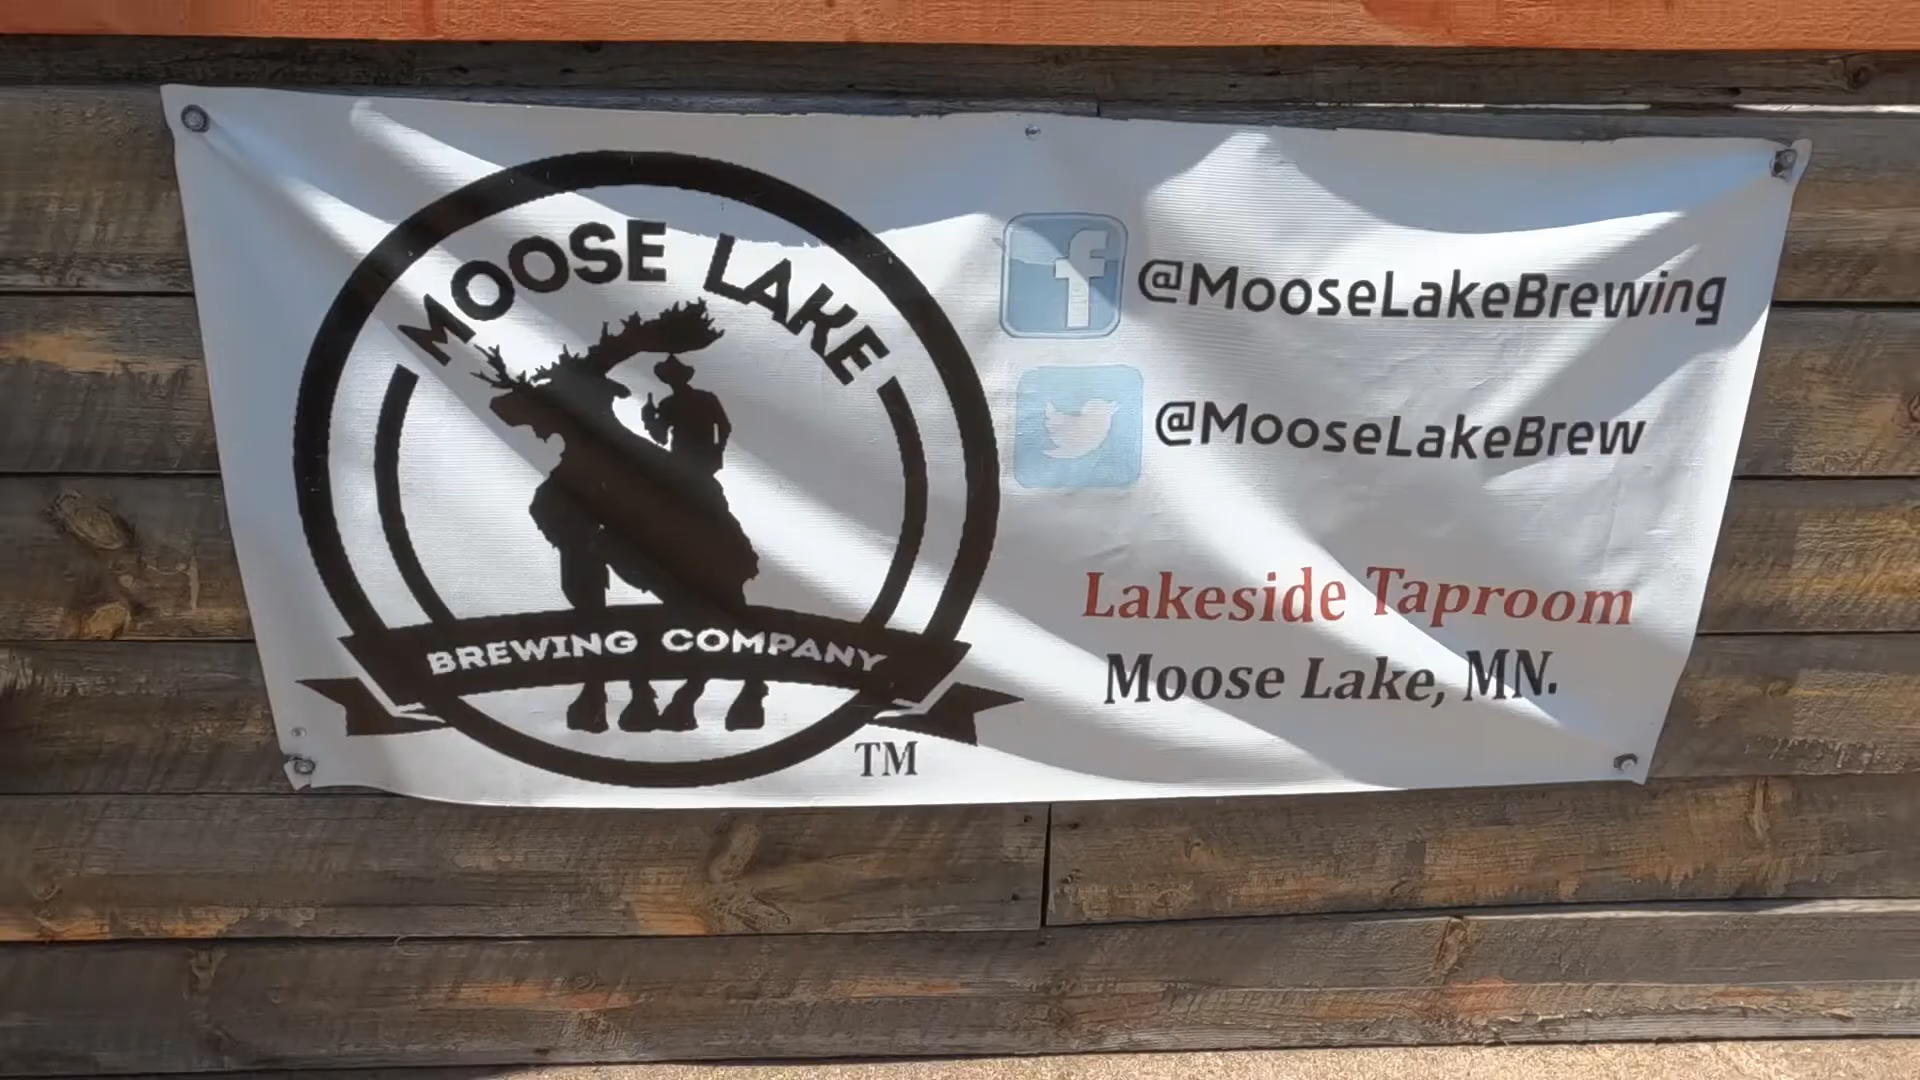 MOOSE LAKE
BREWING COMPANY
TM
f
@MooseLakeBrewing
@MooseLakeBrew
Lakeside Taproom
Moose Lake, MN.